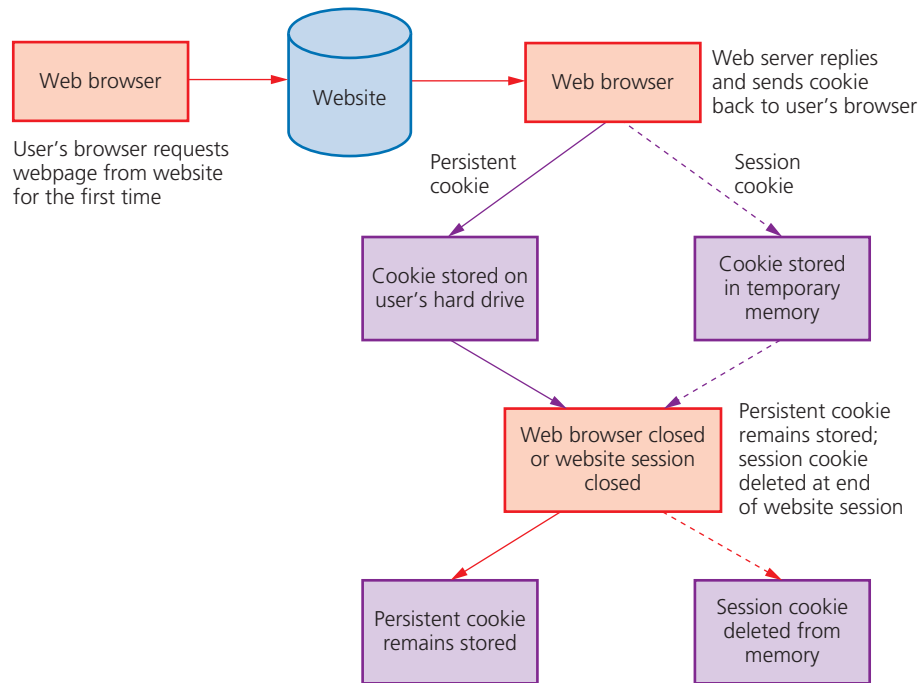 Web browser
Website
Web browser
Web server replies
and sends cookie
back to user's browser
User's browser requests
webpage from website
for the first time
Persistent
cookie
Session
cookie
Cookie stored on
user's hard drive
Cookie stored
in temporary
memory
Web browser closed
or website session
closed
Persistent cookie
remains stored;
session cookie
deleted at end
of website session
Persistent cookie
remains stored
Session cookie
deleted from
memory